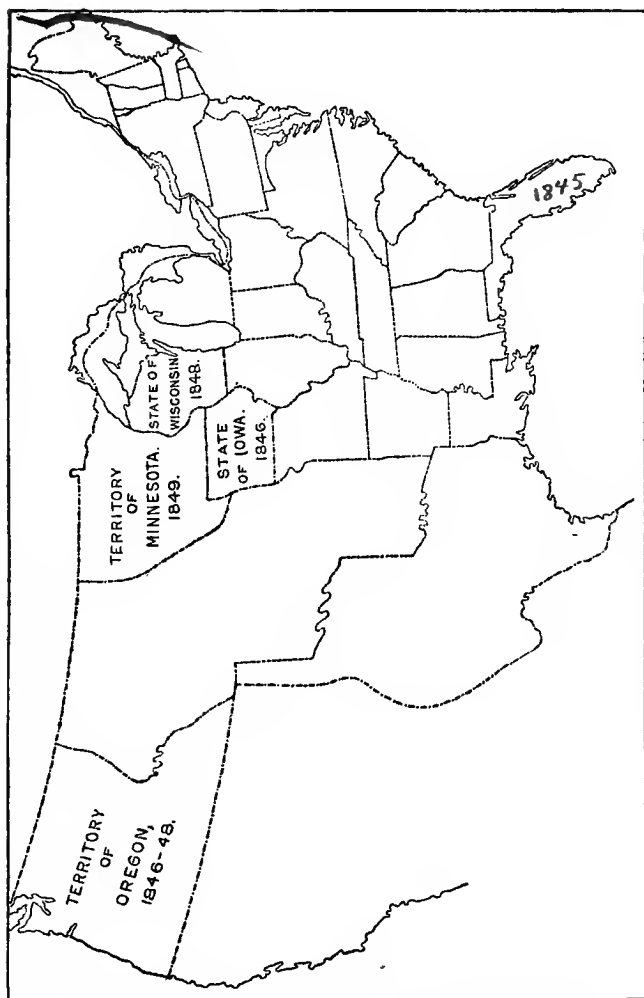 TERRITORY
OF
OREGON,
1846-48.
TERRITORY
OF
MINNESOTA.
1849.
STATE OF
WISCONSIN
1848.
STATE
OF IOWA.
1846.
1845